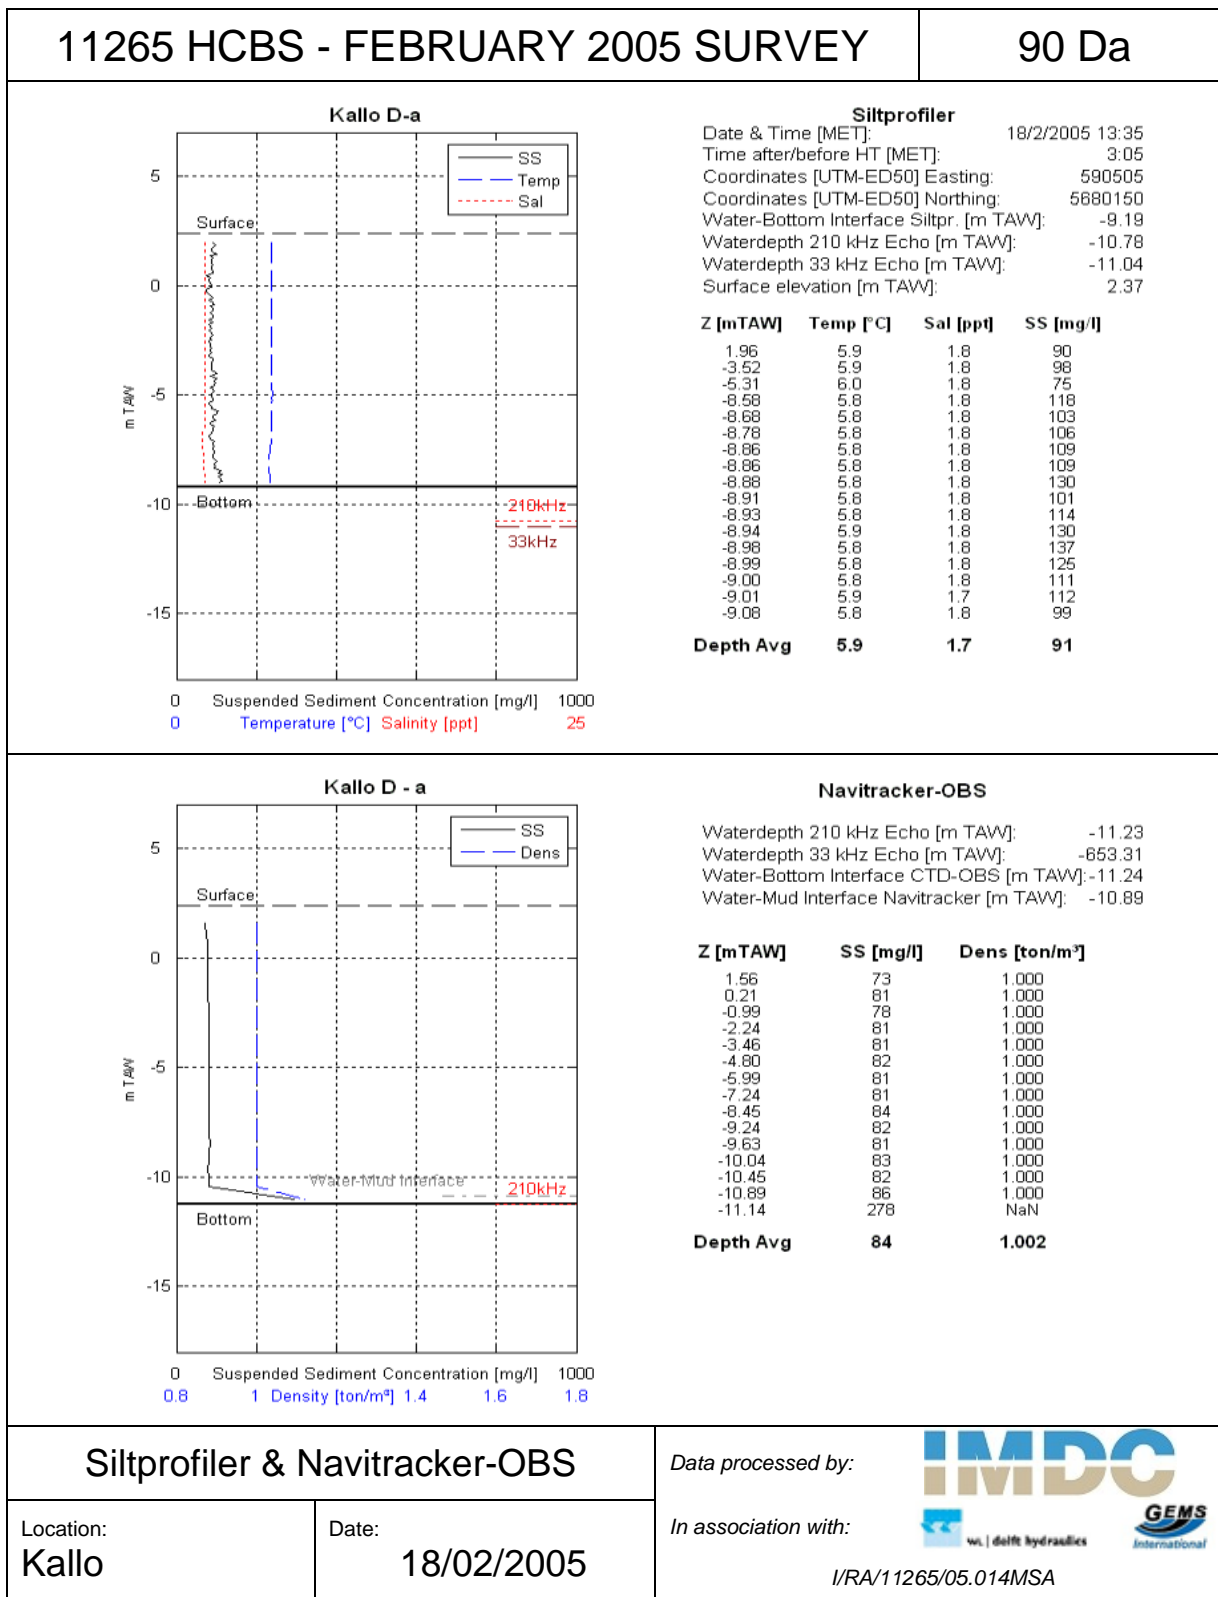 11265 HCBS - FEBRUARY 2005 SURVEY
90 Da
Kallo D-a
SS
Temp
Sal
5
Surface
0
m TAW
-5
-10
Bottom
210kHz
33kHz
-15
0 Suspended Sediment Concentration [mg/l] 1000
0 Temperature [°C] Salinity [ppt] 25
Siltprofiler
Date & Time [MET]: 18/2/2005 13:35
Time after/before HT [MET]: 3:05
Coordinates [UTM-ED50] Easting: 590505
Coordinates [UTM-ED50] Northing: 5680150
Water-Bottom Interface Siltpr. [m TAW]: -9.19
Waterdepth 210 kHz Echo [m TAW]: -10.78
Waterdepth 33 kHz Echo [m TAW]: -11.04
Surface elevation [m TAW]: 2.37
Z [mTAW] Temp [°C] Sal [ppt] SS [mg/l]
1.96 5.9 1.8 90
-3.52 5.9 1.8 98
-5.31 6.0 1.8 75
-8.58 5.8 1.8 118
-8.68 5.8 1.8 103
-8.78 5.8 1.8 106
-8.86 5.8 1.8 109
-8.86 5.8 1.8 109
-8.88 5.8 1.8 130
-8.91 5.8 1.8 101
-8.93 5.8 1.8 114
-8.94 5.9 1.8 130
-8.98 5.8 1.8 137
-8.99 5.8 1.8 125
-9.00 5.8 1.8 111
-9.01 5.9 1.7 112
-9.08 5.8 1.8 99
Depth Avg 5.9 1.7 91
Kallo D - a
SS
Dens
5
Surface
0
m TAW
-5
-10
Water-Mud Interface
210kHz
Bottom
-15
0 Suspended Sediment Concentration [mg/l] 1000
0.8 1 Density [ton/m³] 1.4 1.6 1.8
Navitracker-OBS
Waterdepth 210 kHz Echo [m TAW]: -11.23
Waterdepth 33 kHz Echo [m TAW]: -653.31
Water-Bottom Interface CTD-OBS [m TAW]: -11.24
Water-Mud Interface Navitracker [m TAW]: -10.89
Z [mTAW] SS [mg/l] Dens [ton/m³]
1.56 73 1.000
0.21 81 1.000
-0.99 78 1.000
-2.24 81 1.000
-3.46 81 1.000
-4.80 82 1.000
-5.99 81 1.000
-7.24 81 1.000
-8.45 84 1.000
-9.24 82 1.000
-9.63 81 1.000
-10.04 83 1.000
-10.45 82 1.000
-10.89 86 1.000
-11.14 278 NaN
Depth Avg 84 1.002
Siltprofiler & Navitracker-OBS
Location:
Kallo
Date:
18/02/2005
Data processed by:
IMDC
In association with:
wL | delft hydraulics
GEMS
International
I/RA/11265/05.014MSA